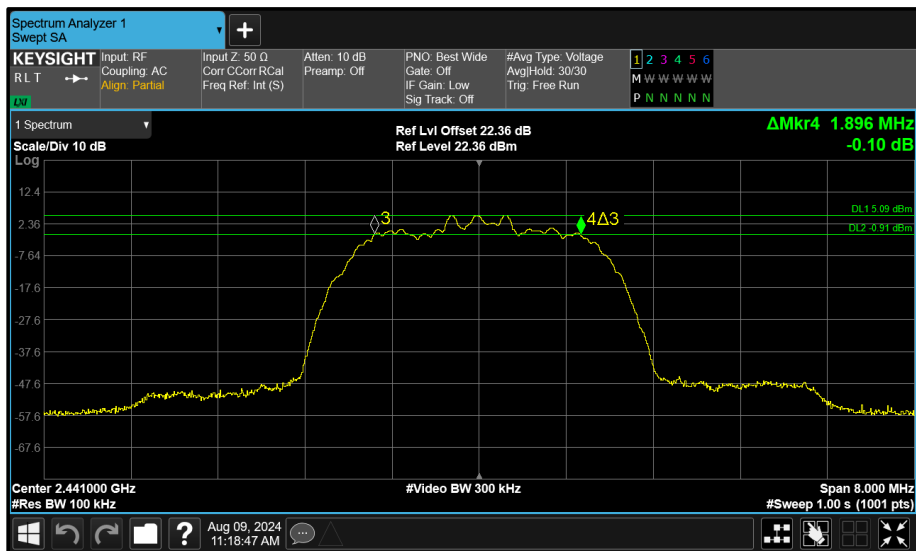 Spectrum Analyzer 1
Swept SA
+
KEYSIGHT
R L T
LXI
Input: RF
Coupling: AC
Align: Partial
Input Z: 50 Ω
Corr CCorr RCal
Freq Ref: Int (S)
Atten: 10 dB
Preamp: Off
PNO: Best Wide
Gate: Off
IF Gain: Low
Sig Track: Off
#Avg Type: Voltage
Avg|Hold: 30/30
Trig: Free Run
1 2 3 4 5 6
M W W W W W
P N N N N N
1 Spectrum
Scale/Div 10 dB
Ref Lvl Offset 22.36 dB
Ref Level 22.36 dBm
ΔMkr4 1.896 MHz
-0.10 dB
Log
12.4
2.36
-7.64
-17.6
-27.6
-37.6
-47.6
-57.6
-67.6
3
4Δ3
DL1 5.09 dBm
DL2 -0.91 dBm
Center 2.441000 GHz
#Res BW 100 kHz
#Video BW 300 kHz
Span 8.000 MHz
#Sweep 1.00 s (1001 pts)
?
Aug 09, 2024
11:18:47 AM